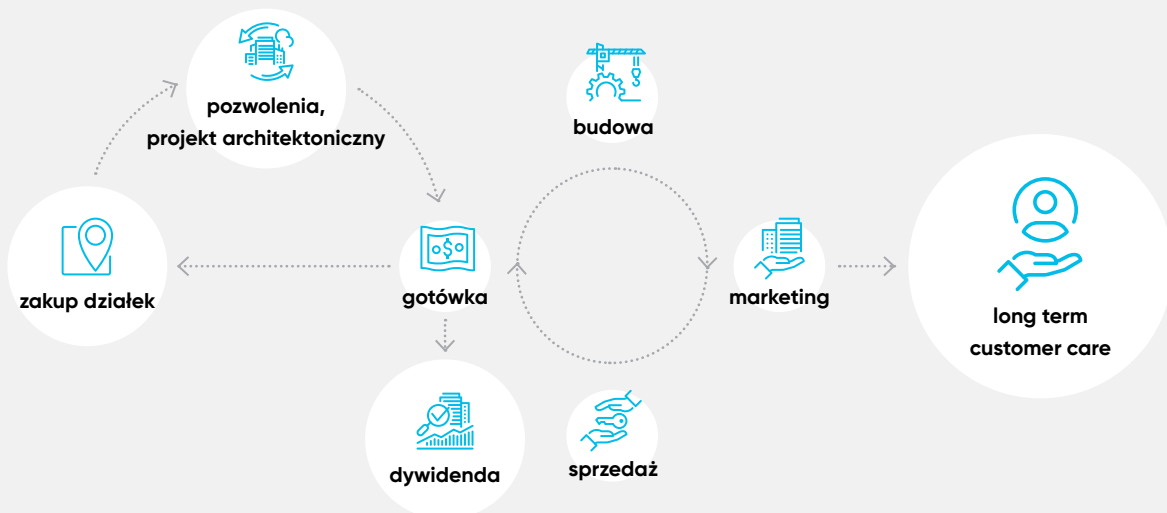 pozwolenia,
projekt architektoniczny
budowa
zakup działek
gotówka
marketing
long term
customer care
dywidenda
sprzedaż